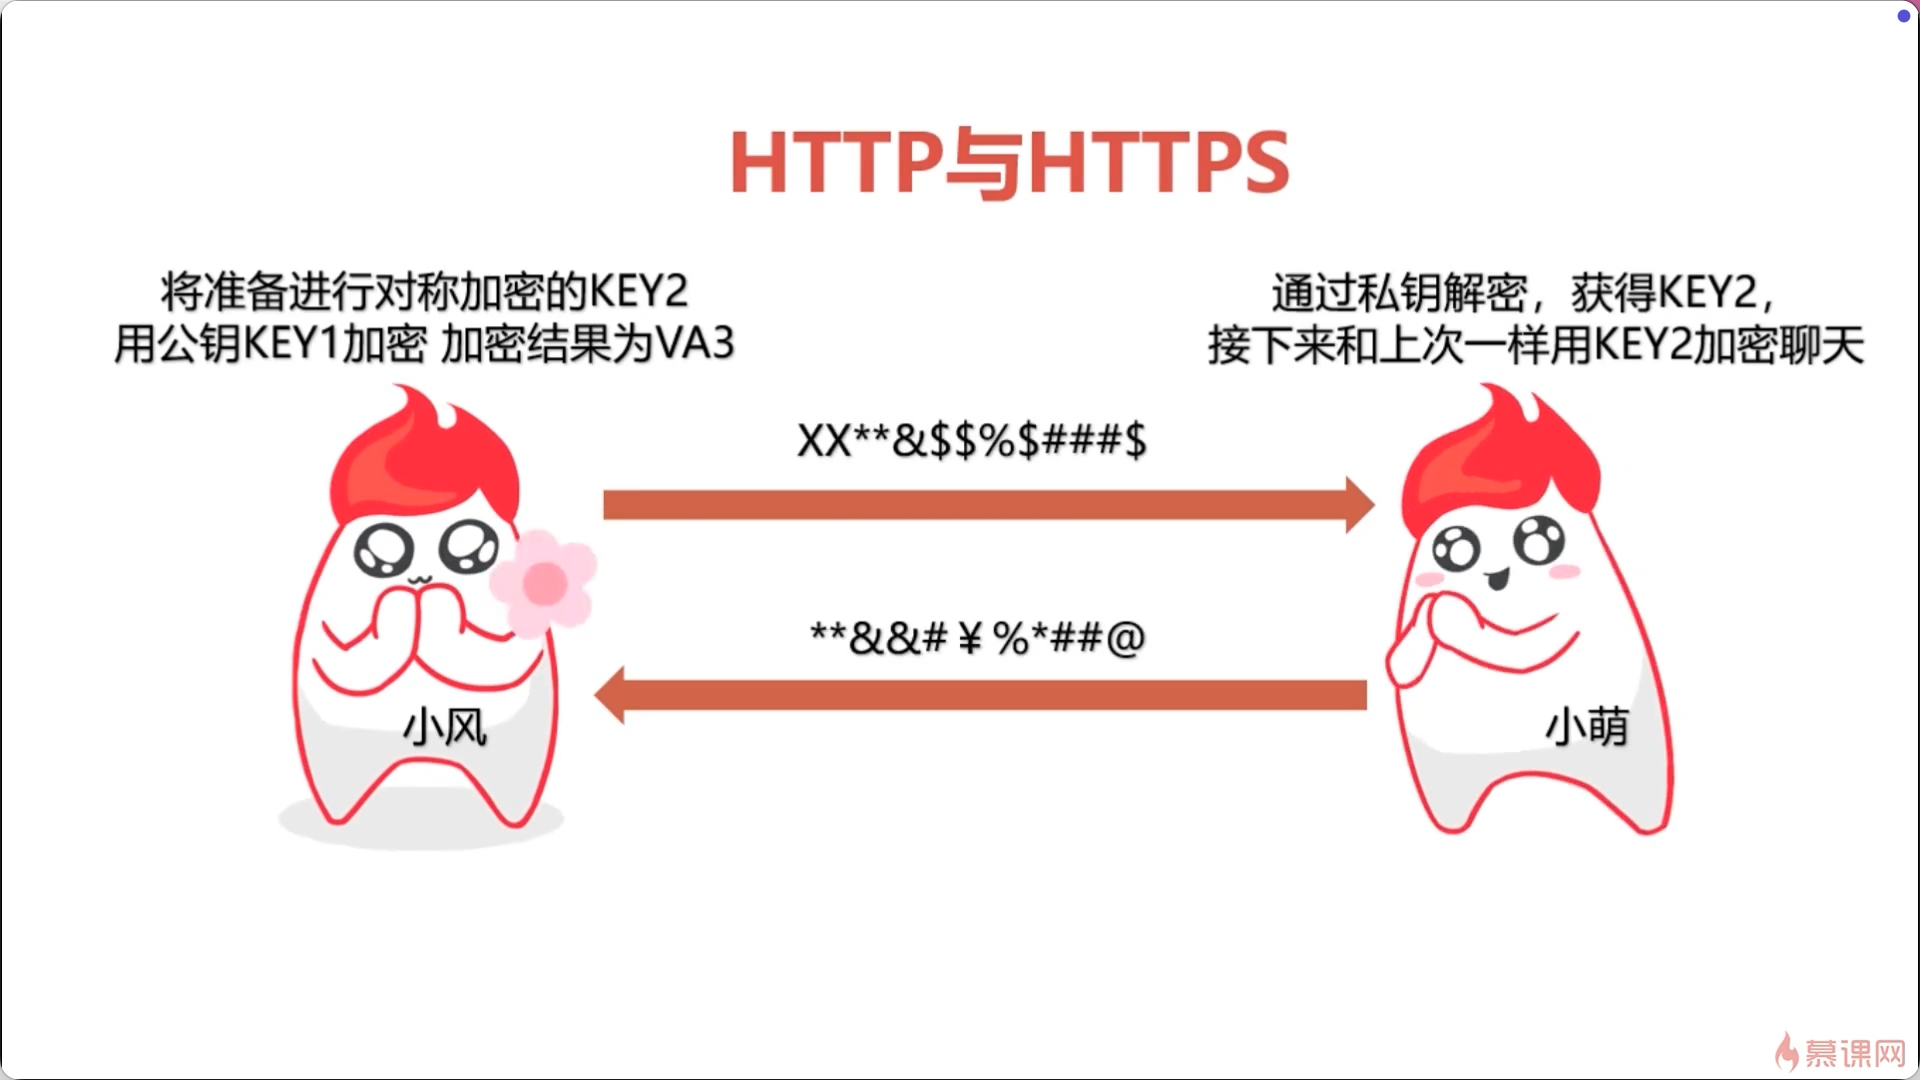 HTTP与HTTPS
将准备进行对称加密的KEY2
用公钥KEY1加密 加密结果为VA3
通过私钥解密，获得KEY2，
接下来和上次一样用KEY2加密聊天
XX**&$$%$###$
**&&#￥%*##@
小风
小萌
慕课网